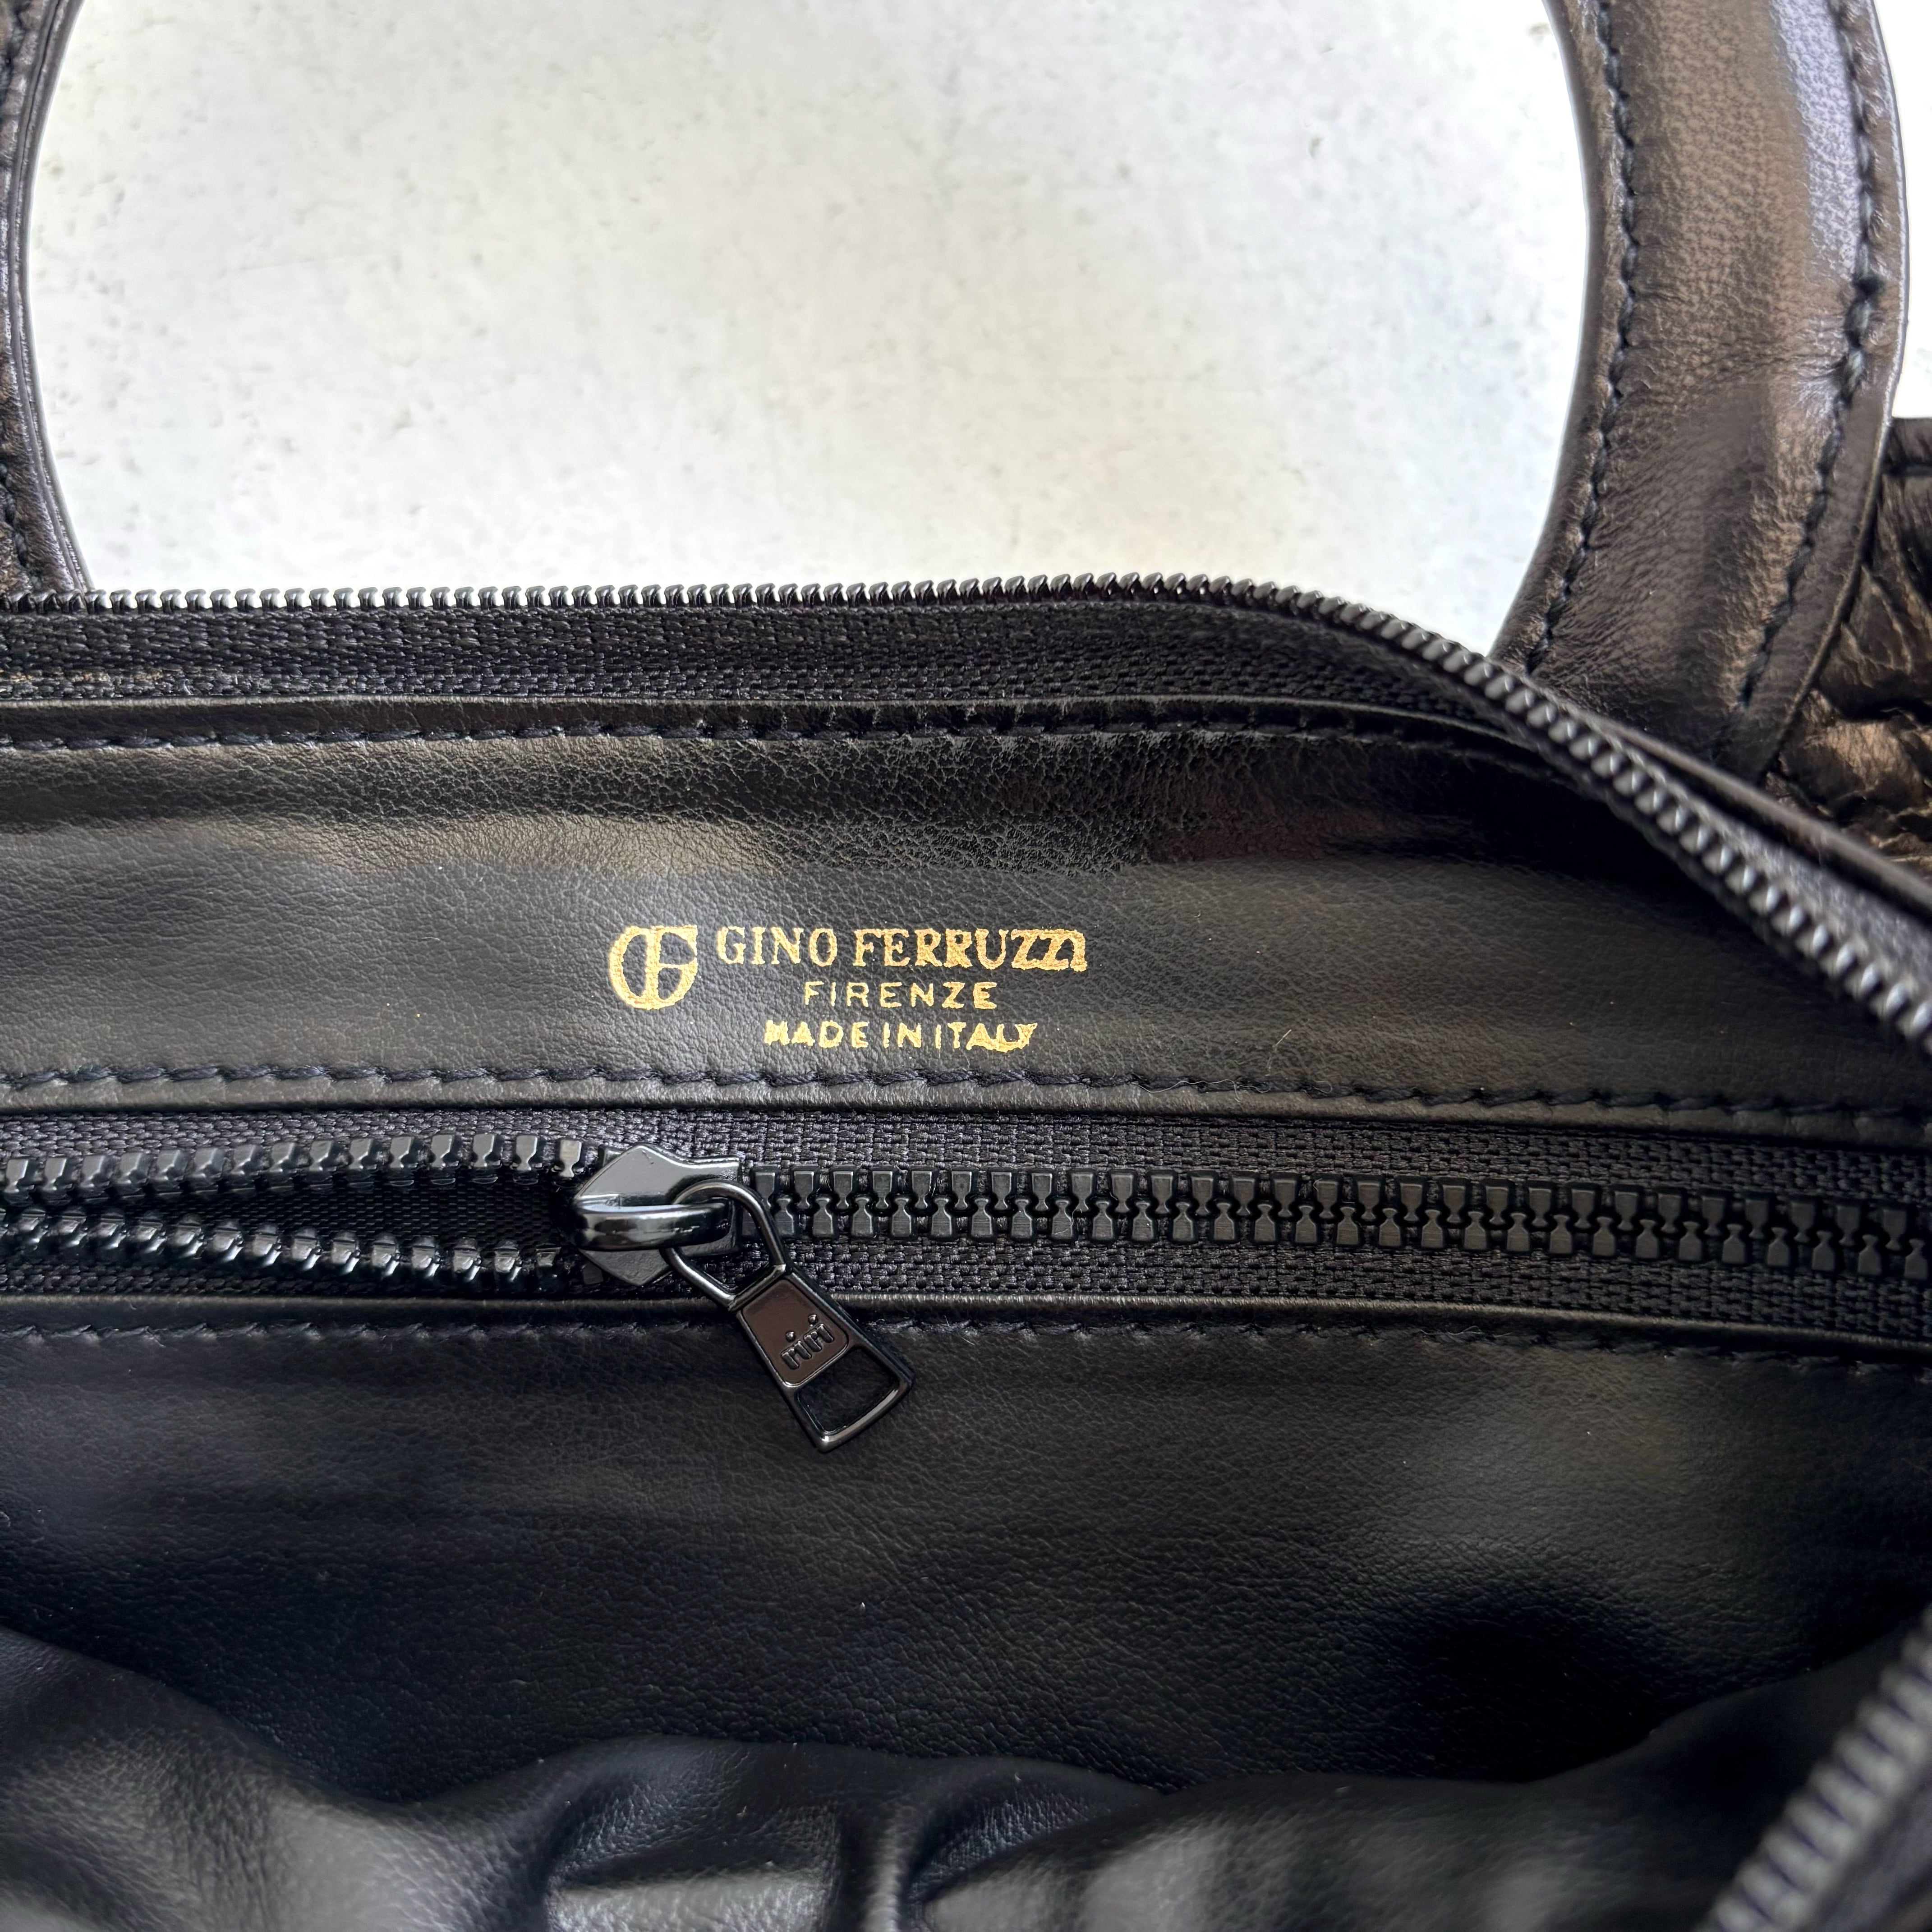 GF GINO FERRUZZI
FIRENZE
MADE IN ITALY
riri